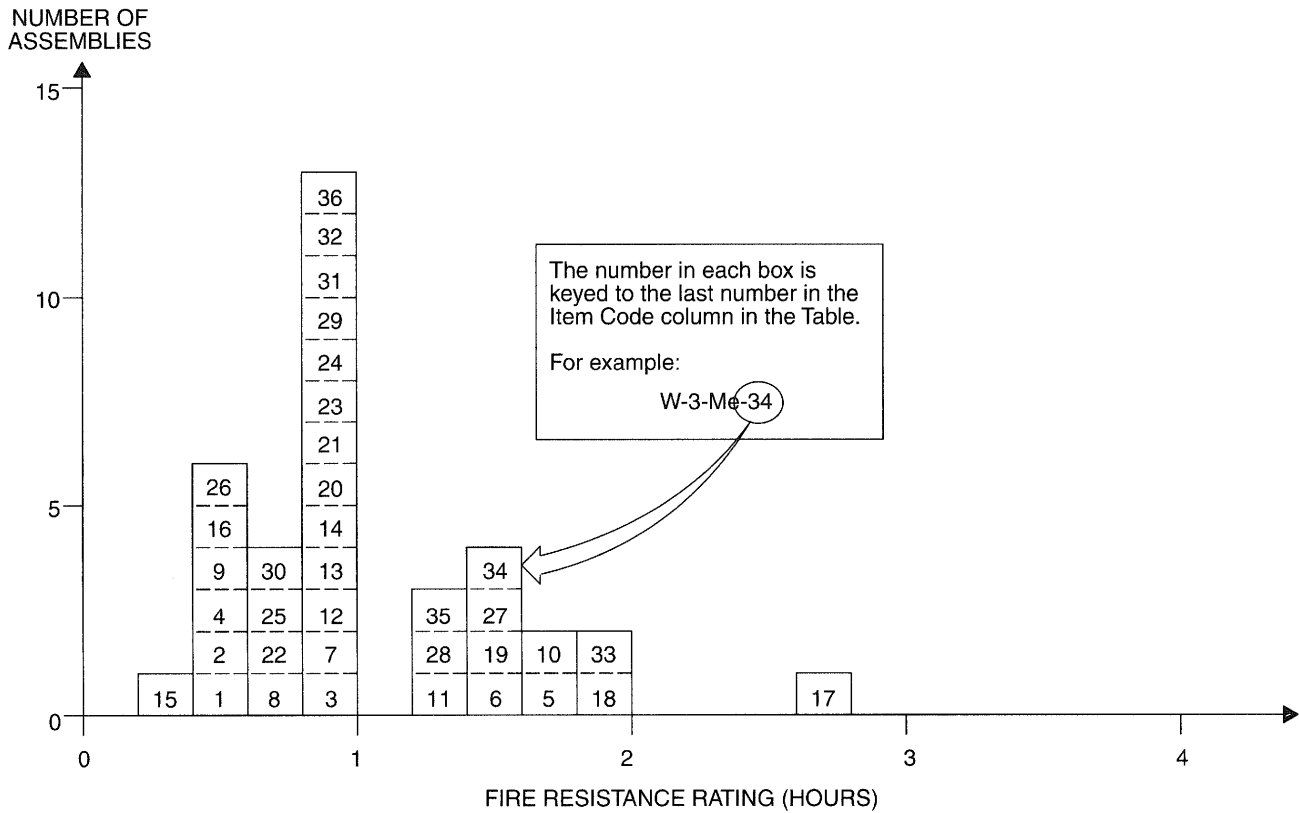 NUMBER OF
ASSEMBLIES
15
10
5
0
36
32
31
29
24
23
21
26 20
16 14
9 30 13 34
4 25 12 35 27
2 22 7 28 19 10 33
15 1 8 3 11 6 5 18 17
The number in each box is
keyed to the last number in the
Item Code column in the Table.
For example:
W-3-Me-34
0 1 2 3 4
FIRE RESISTANCE RATING (HOURS)